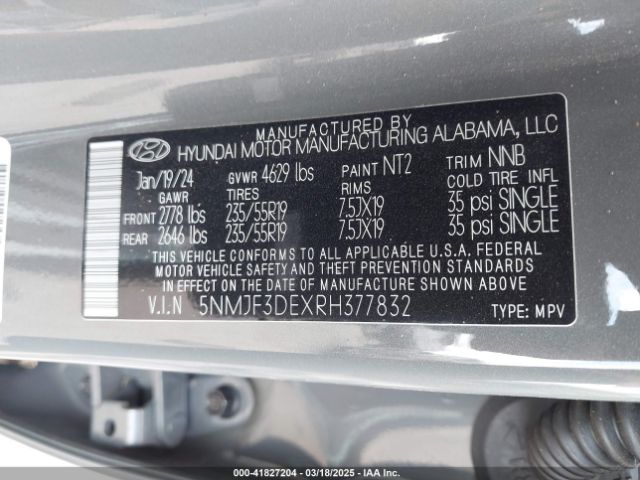 MANUFACTURED BY
HYUNDAI MOTOR MANUFACTURING ALABAMA, LLC
Jan/19/24 GVWR 4629 lbs PAINT NT2 TRIM NNB
GAWR TIRES RIMS COLD TIRE INFL
FRONT 2778 lbs 235/55R19 7.5JX19 35 psi SINGLE
REAR 2646 lbs 235/55R19 7.5JX19 35 psi SINGLE
THIS VEHICLE CONFORMS TO ALL APPLICABLE U.S.A. FEDERAL
MOTOR VEHICLE SAFETY AND THEFT PREVENTION STANDARDS
IN EFFECT ON THE DATE OF MANUFACTURE SHOWN ABOVE.
V.I.N 5NMJF3DEXRH377832 TYPE: MPV
000-41827204 — 03/18/2025 — IAA Inc.